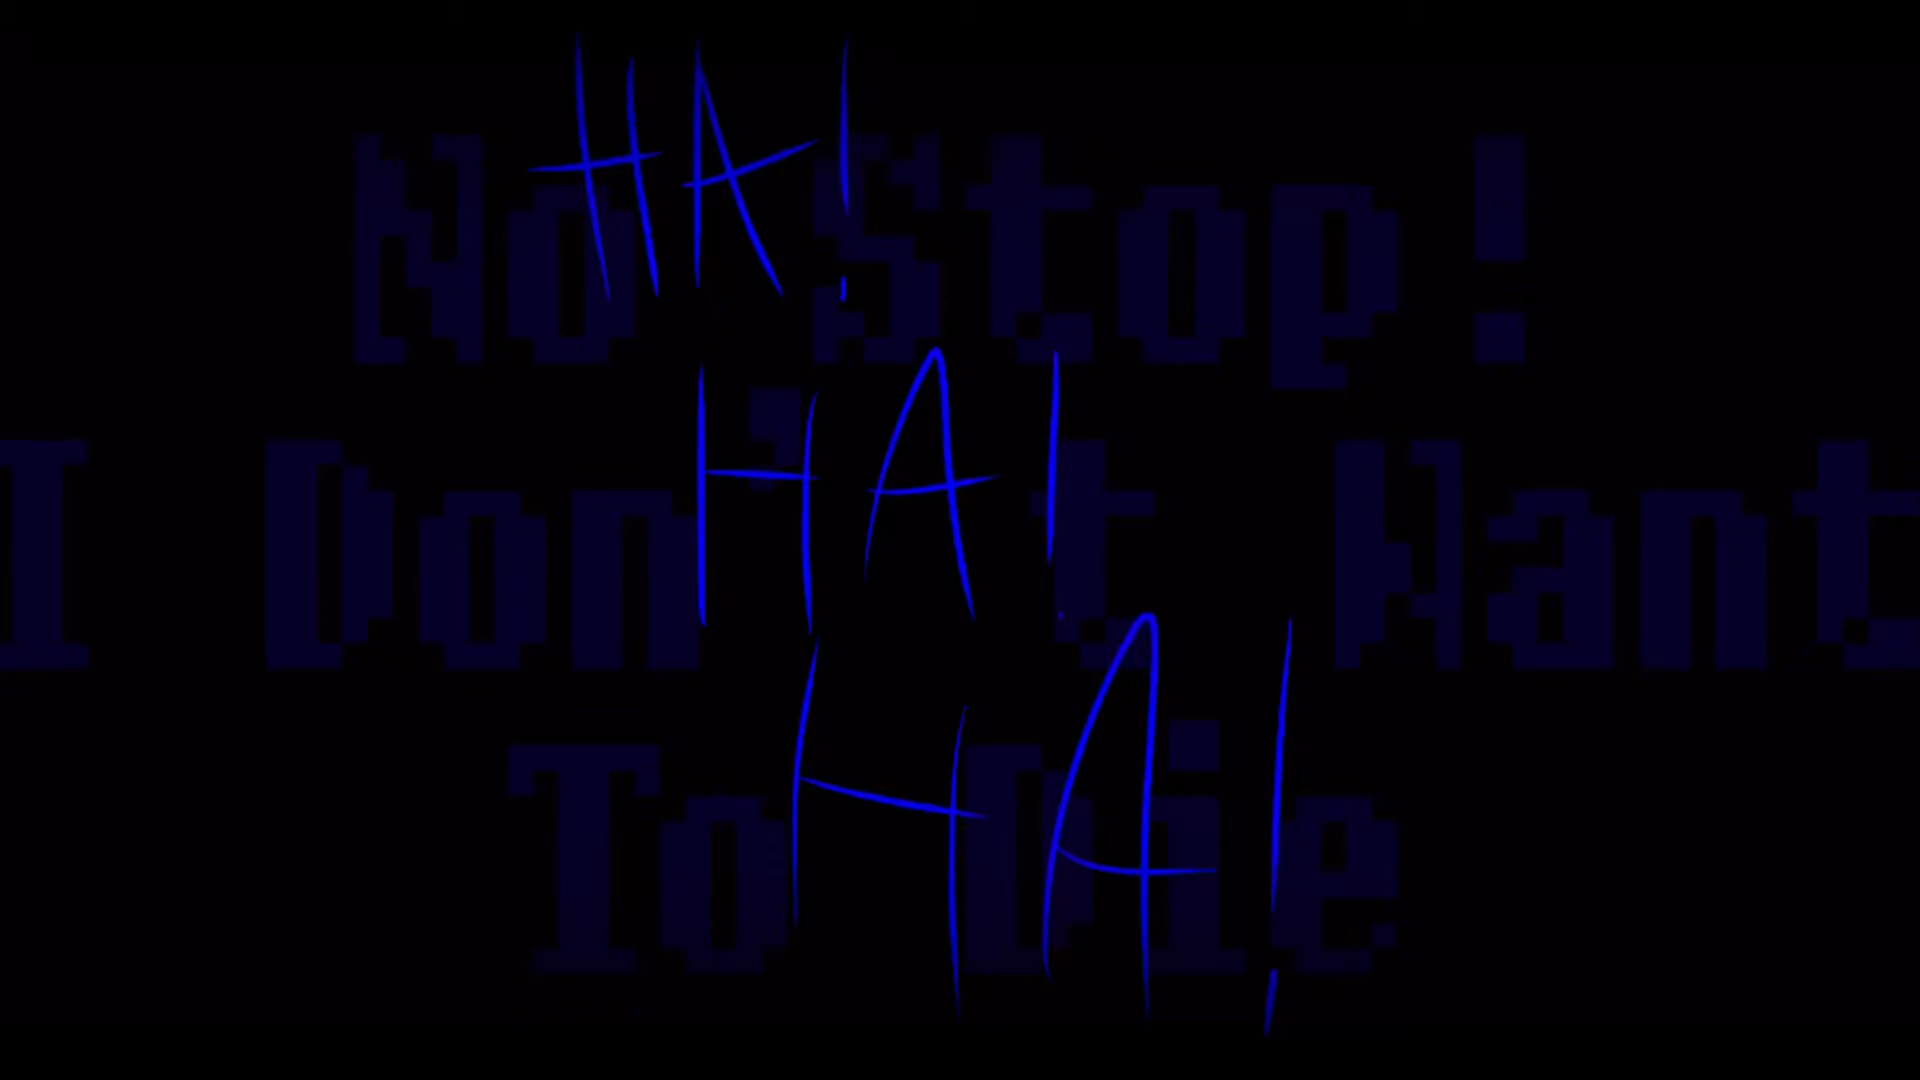 HA!
No Stop!
HA!
I Don't Want
HA!
To Die